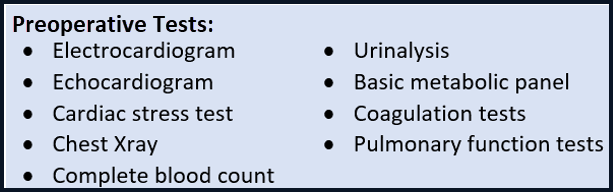 Preoperative Tests:
• Electrocardiogram
• Echocardiogram
• Cardiac stress test
• Chest Xray
• Complete blood count
• Urinalysis
• Basic metabolic panel
• Coagulation tests
• Pulmonary function tests